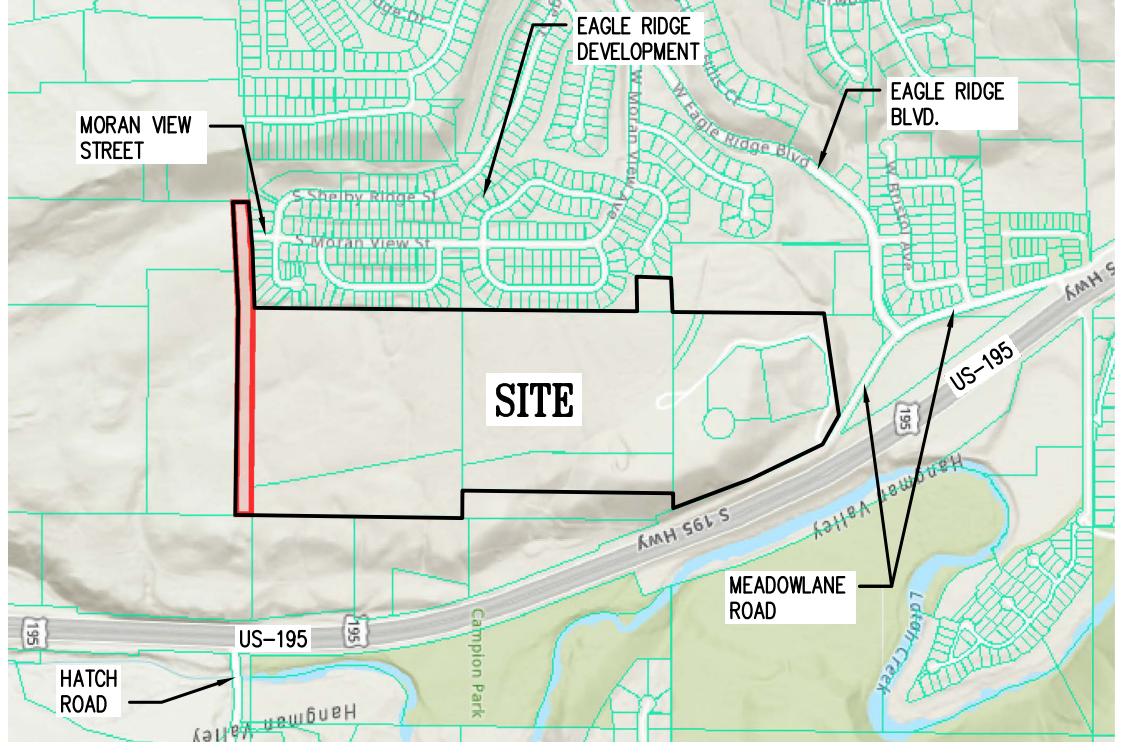 EAGLE RIDGE
DEVELOPMENT
EAGLE RIDGE
BLVD.
MORAN VIEW
STREET
W Eagle Ridge Blvd
W Moran View Ave
W Bristol Ave
S Shelby Ridge St
S Moran View St
S Hwy
US-195
SITE
195
Hangman Valley
S 195 Hwy
MEADOWLANE
ROAD
Latah Creek
Campion Park
195
US-195
195
HATCH
ROAD
Hangman Valley